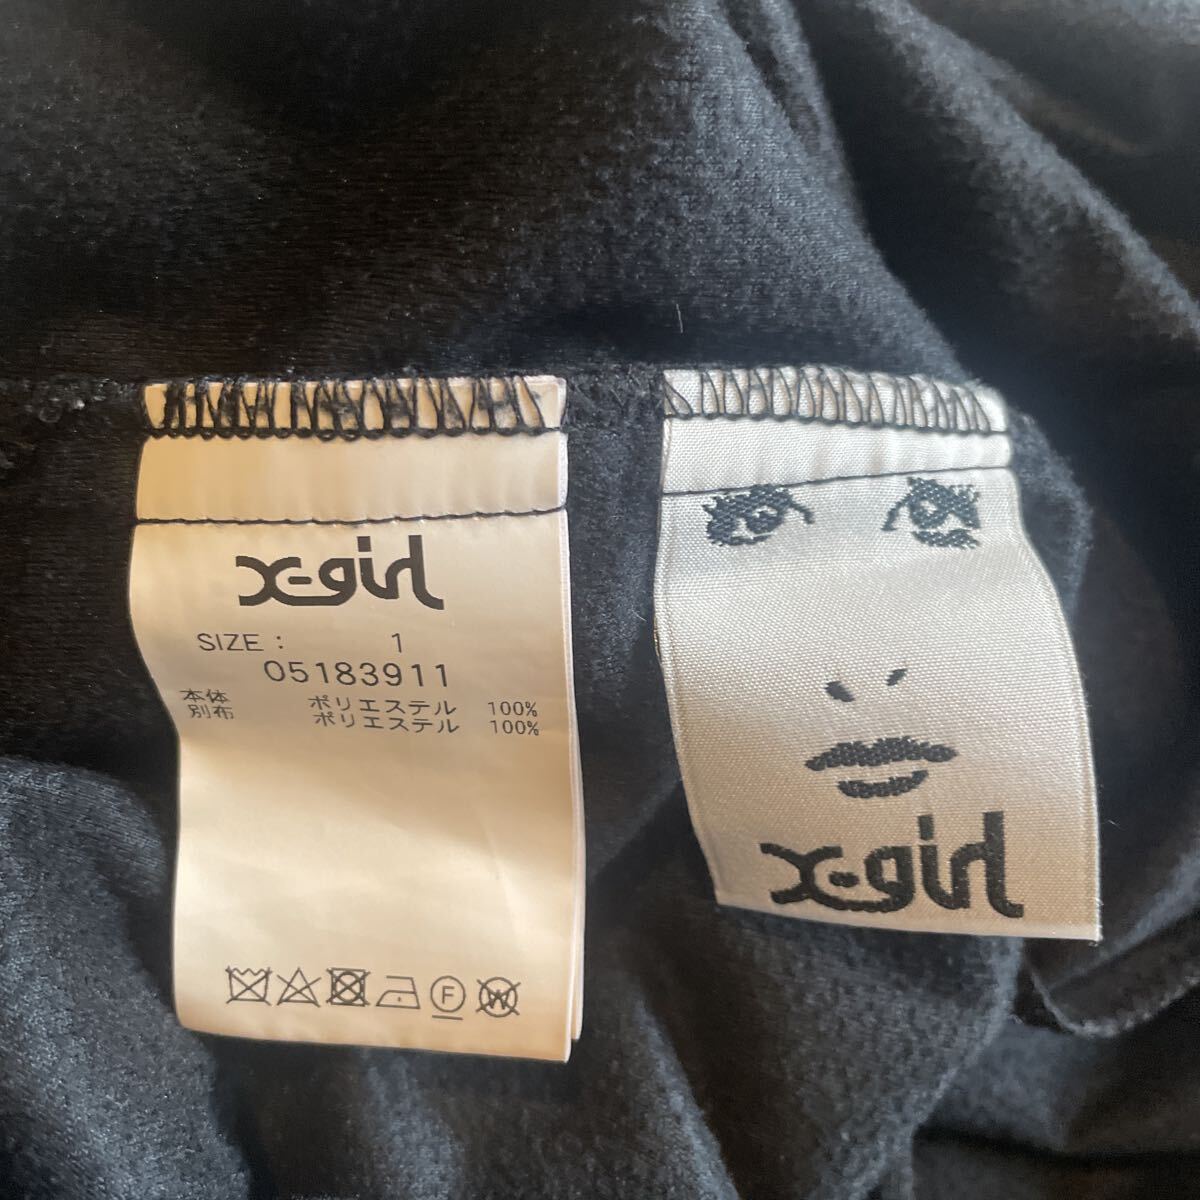 X-girl
SIZE : 1
05183911
本体 ポリエステル 100%
別布 ポリエステル 100%
F W
X-girl